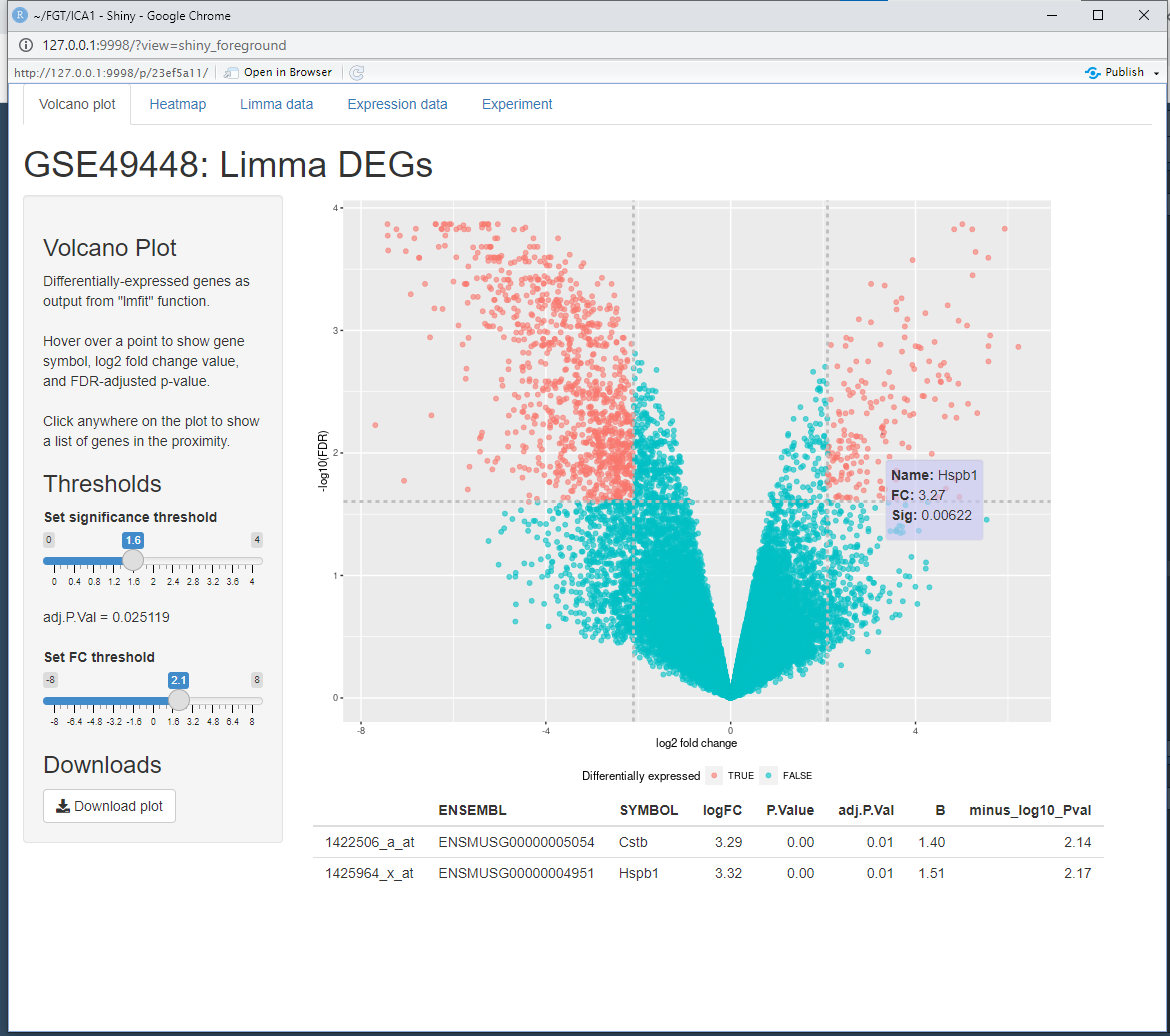 ~/FGT/ICA1 - Shiny - Google Chrome
127.0.0.1:9998/?view=shiny_foreground
http://127.0.0.1:9998/p/23ef5a11/ Open in Browser Publish
Volcano plot Heatmap Limma data Expression data Experiment
GSE49448: Limma DEGs
Volcano Plot
Differentially-expressed genes as
output from "lmfit" function.
Hover over a point to show gene
symbol, log2 fold change value,
and FDR-adjusted p-value.
Click anywhere on the plot to show
a list of genes in the proximity.
Thresholds
Set significance threshold
0 1.6 4
0 0.4 0.8 1.2 1.6 2 2.4 2.8 3.2 3.6 4
adj.P.Val = 0.025119
Set FC threshold
-8 2.1 8
-8 -6.4 -4.8 -3.2 -1.6 0 1.6 3.2 4.8 6.4 8
Downloads
Download plot
4
3
2
1
0
-log10(FDR)
Name: Hspb1
FC: 3.27
Sig: 0.00622
-8 -4 0 4
log2 fold change
Differentially expressed TRUE FALSE
ENSEMBL SYMBOL logFC P.Value adj.P.Val B minus_log10_Pval
1422506_a_at ENSMUSG00000005054 Cstb 3.29 0.00 0.01 1.40 2.14
1425964_x_at ENSMUSG00000004951 Hspb1 3.32 0.00 0.01 1.51 2.17